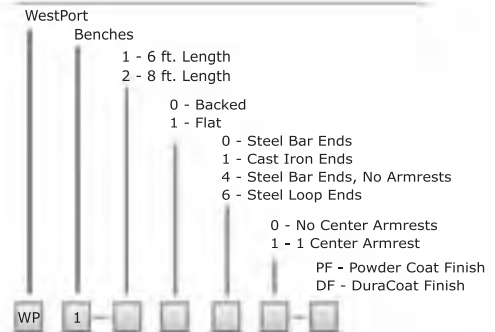 WestPort
Benches
1 - 6 ft. Length
2 - 8 ft. Length
0 - Backed
1 - Flat
0 - Steel Bar Ends
1 - Cast Iron Ends
4 - Steel Bar Ends, No Armrests
6 - Steel Loop Ends
0 - No Center Armrests
1 - 1 Center Armrest
PF - Powder Coat Finish
DF - DuraCoat Finish
WP 1 - -